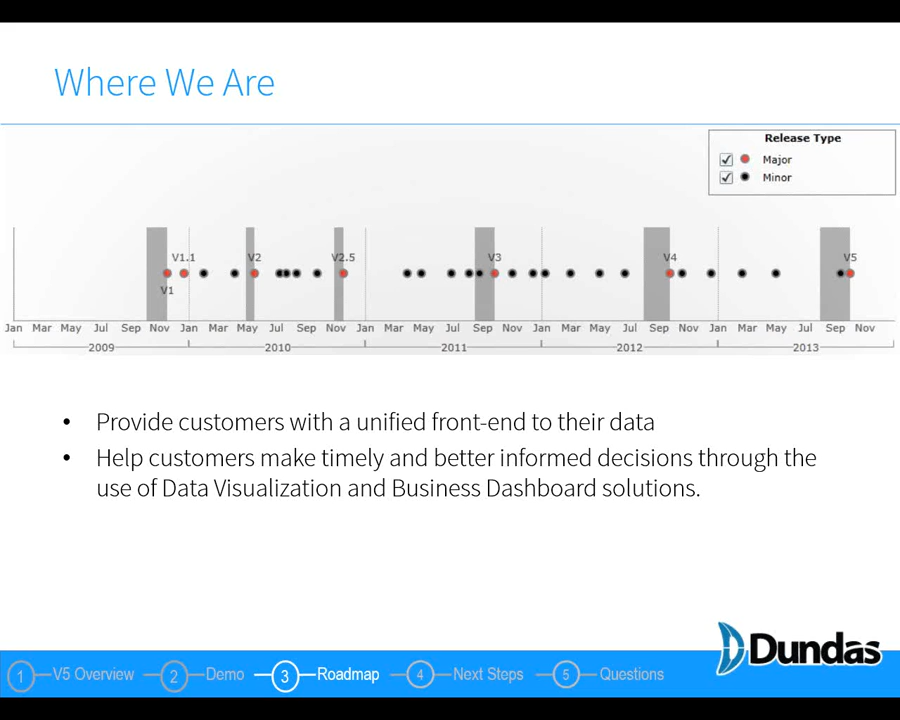 Where We Are
Release Type
Major
Minor
V1.1 V2 V2.5 V3 V4 V5
V1
Jan Mar May Jul Sep Nov Jan Mar May Jul Sep Nov Jan Mar May Jul Sep Nov Jan Mar May Jul Sep Nov Jan Mar May Jul Sep Nov
2009 2010 2011 2012 2013
• Provide customers with a unified front-end to their data
• Help customers make timely and better informed decisions through the
use of Data Visualization and Business Dashboard solutions.
Dundas
1 V5 Overview 2 Demo 3 Roadmap 4 Next Steps 5 Questions